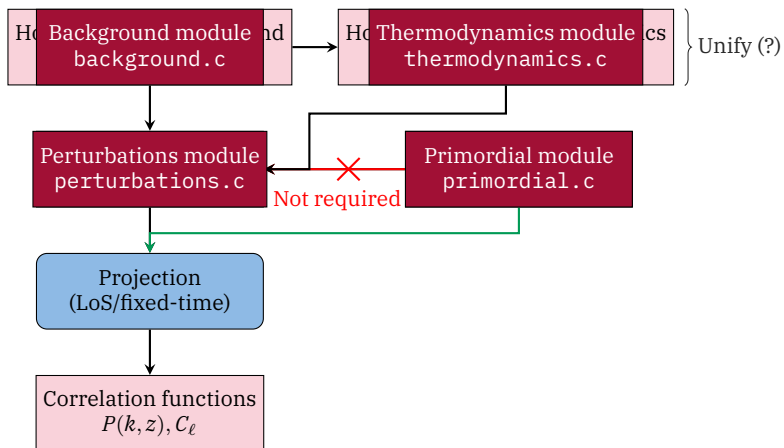 Background module
background.c
Thermodynamics module
thermodynamics.c
Unify (?)
Perturbations module
perturbations.c
Primordial module
primordial.c
Not required
Projection
(LoS/fixed-time)
Correlation functions
P(k, z), C_ℓ